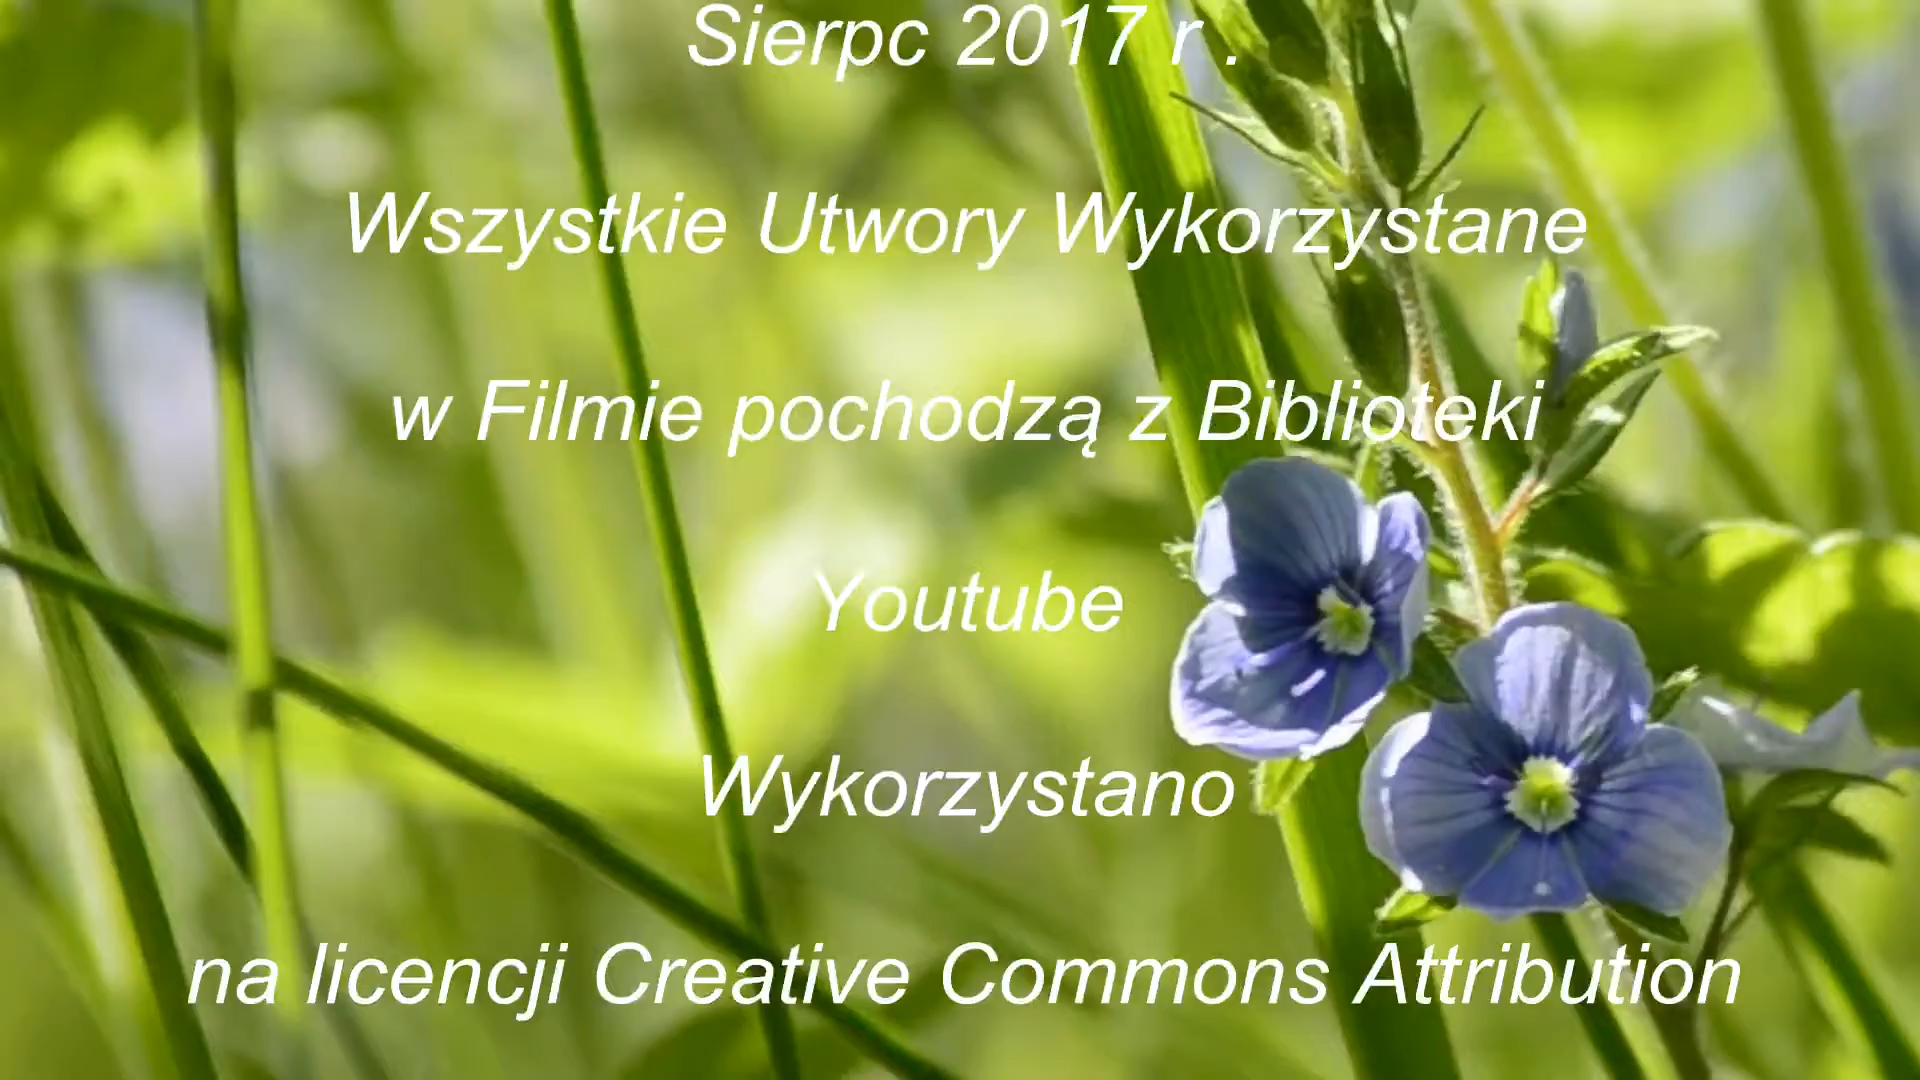 Sierpc 2017 r .
Wszystkie Utwory Wykorzystane
w Filmie pochodzą z Biblioteki
Youtube
Wykorzystano
na licencji Creative Commons Attribution